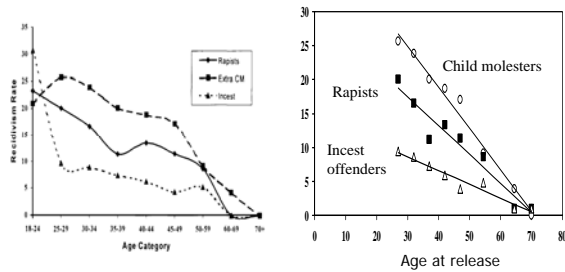 35
30
25
20
15
10
5
0
Recidivism Rate
Rapists
Extra CM
Incest
18-24 25-29 30-34 35-39 40-44 45-49 50-59 60-69 70+
Age Category
30
25
20
15
10
5
0
Child molesters
Rapists
Incest
offenders
0 10 20 30 40 50 60 70 80
Age at release